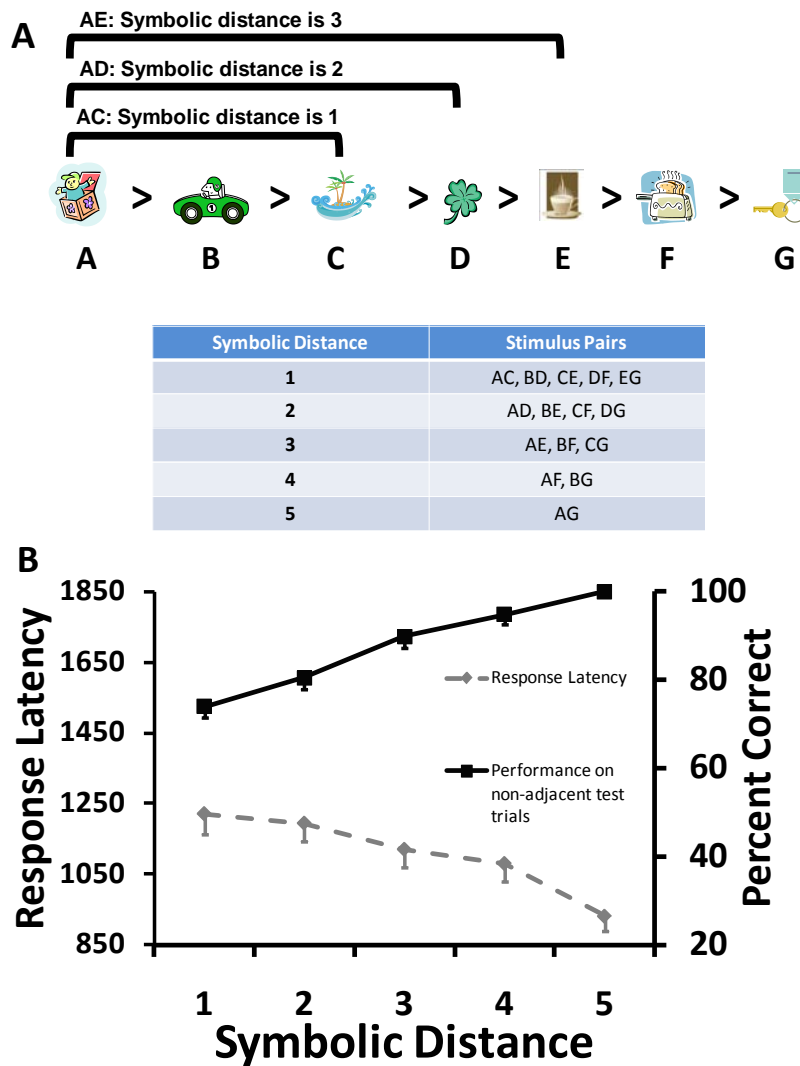 A
AE: Symbolic distance is 3
AD: Symbolic distance is 2
AC: Symbolic distance is 1
> > > > > >
A B C D E F G
Symbolic Distance Stimulus Pairs
1 AC, BD, CE, DF, EG
2 AD, BE, CF, DG
3 AE, BF, CG
4 AF, BG
5 AG
B
Response Latency
1850
1650
1450
1250
1050
850
Response Latency
Performance on
non-adjacent test
trials
100
80
60
40
20
Percent Correct
1 2 3 4 5
Symbolic Distance